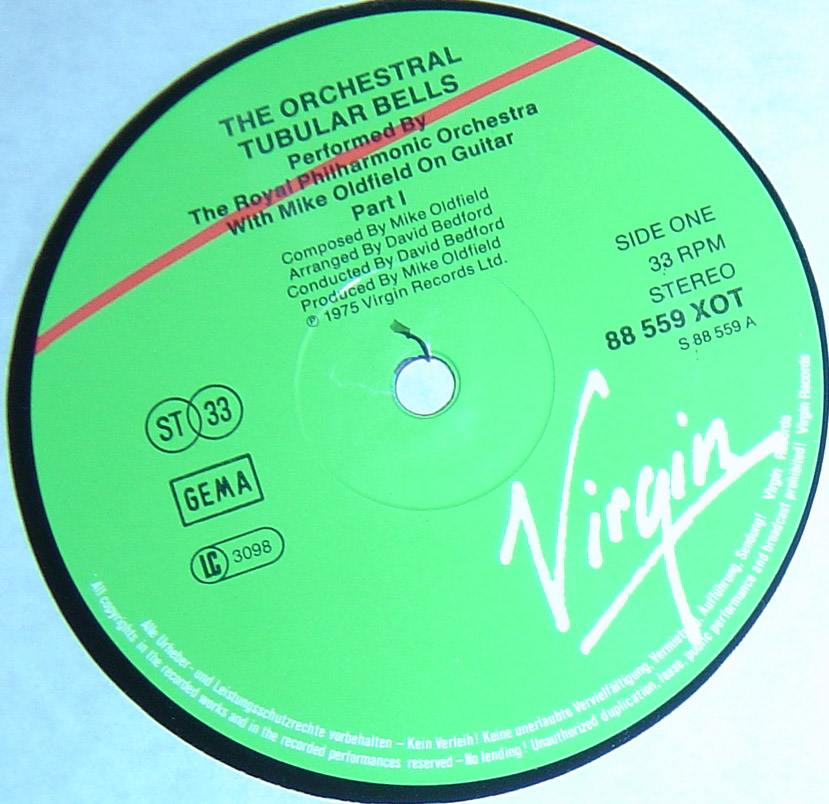 THE ORCHESTRAL
TUBULAR BELLS
Performed By
The Royal Philharmonic Orchestra
With Mike Oldfield On Guitar
Part I
Composed By Mike Oldfield
Arranged By David Bedford
Conducted By David Bedford
Produced By Mike Oldfield
℗ 1975 Virgin Records Ltd.
SIDE ONE
33 RPM
STEREO
88 559 XOT
S 88 559 A
ST 33
GEMA
LC 3098
Virgin
Alle Urheber- und Leistungsschutzrechte vorbehalten – Kein Verleih! Keine unerlaubte Vervielfältigung, Vermietung, Aufführung, Sendung! Virgin Records
All copyrights in the recorded works and in the recorded performances reserved – No lending! Unauthorized duplication, lease, public performance and broadcast prohibited! Virgin Records